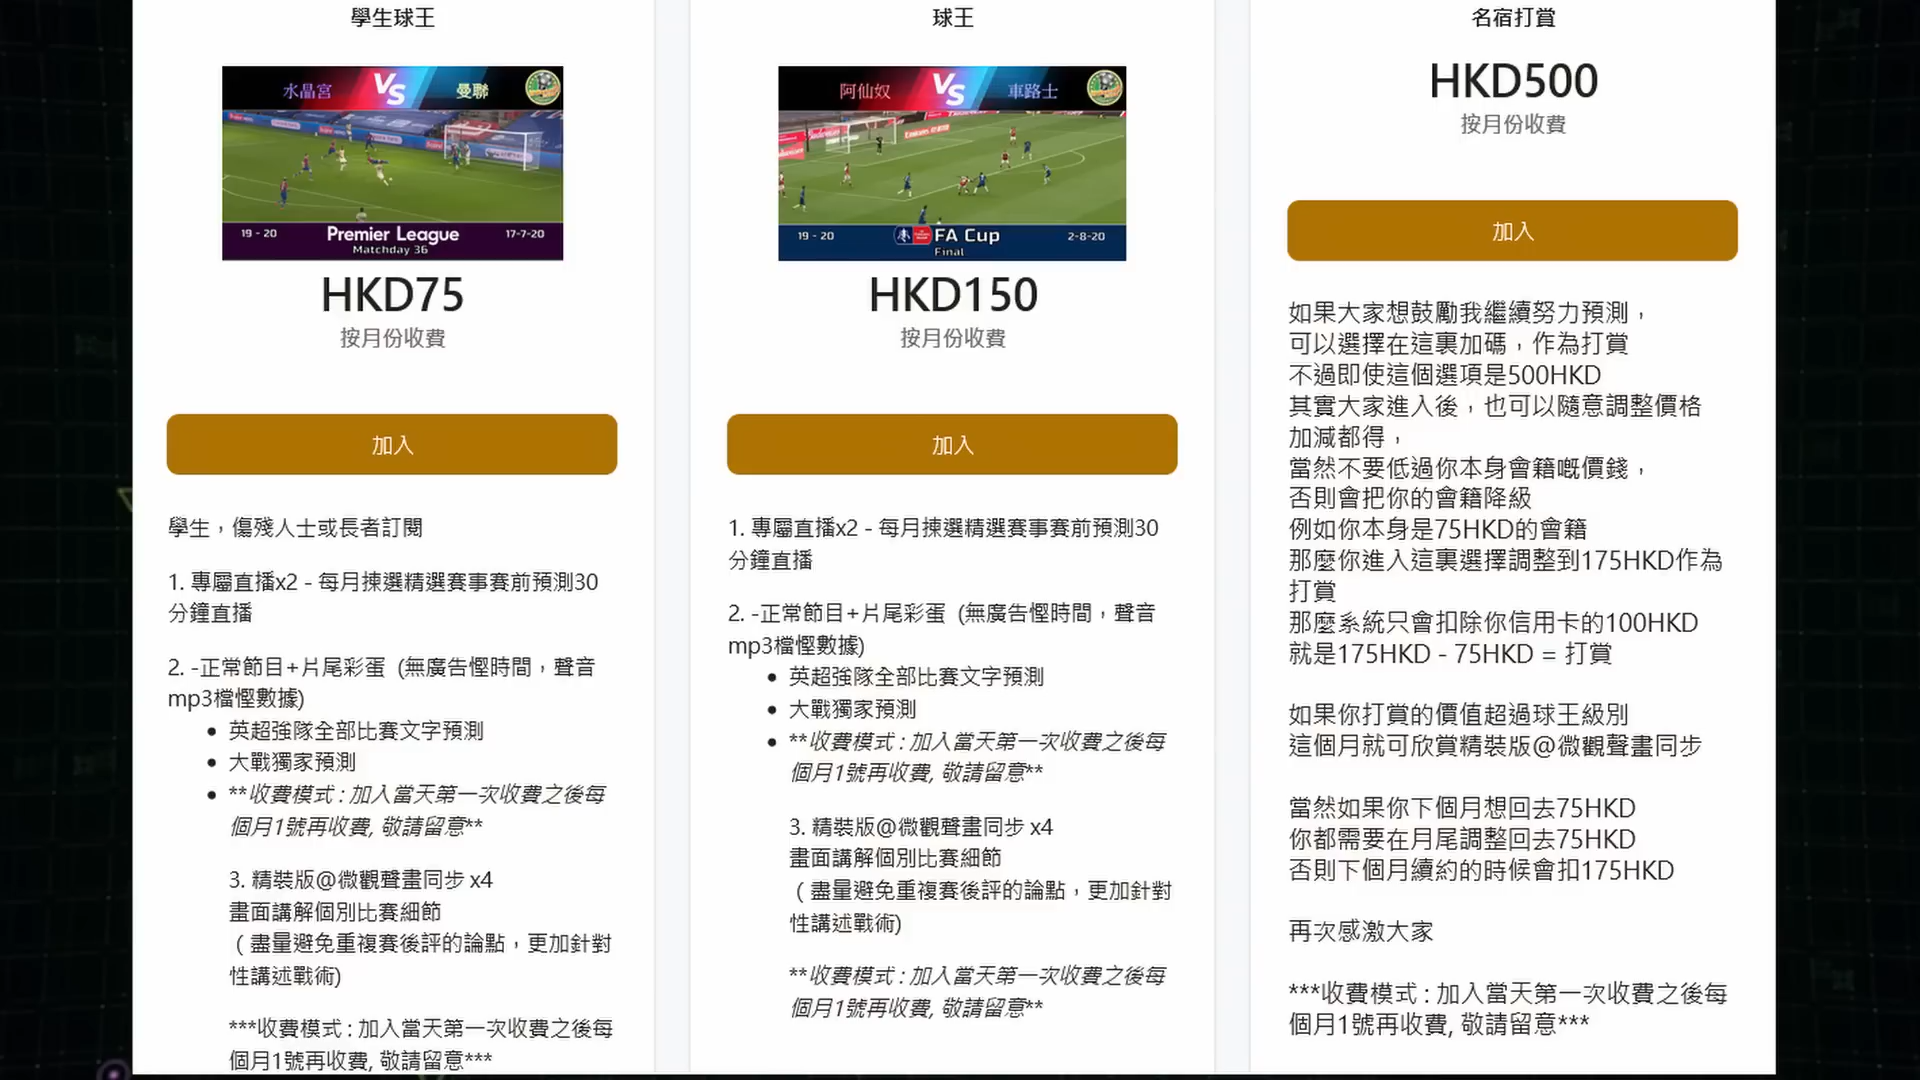 學生球王
水晶宮 VS 曼聯
19 - 20 Premier League 17-7-20
Matchday 36
HKD75
按月份收費
加入
學生，傷殘人士或長者訂閱
1. 專屬直播x2 - 每月揀選精選賽事賽前預測30
分鐘直播
2. -正常節目+片尾彩蛋 (無廣告慳時間，聲音
mp3檔慳數據)
• 英超強隊全部比賽文字預測
• 大戰獨家預測
• **收費模式 : 加入當天第一次收費之後每
個月1號再收費, 敬請留意**
3. 精裝版@微觀聲畫同步 x4
畫面講解個別比賽細節
( 盡量避免重複賽後評的論點，更加針對
性講述戰術)
***收費模式 : 加入當天第一次收費之後每
個月1號再收費, 敬請留意***
球王
阿仙奴 VS 車路士
19 - 20 FA Cup 2-8-20
Final
HKD150
按月份收費
加入
1. 專屬直播x2 - 每月揀選精選賽事賽前預測30
分鐘直播
2. -正常節目+片尾彩蛋 (無廣告慳時間，聲音
mp3檔慳數據)
• 英超強隊全部比賽文字預測
• 大戰獨家預測
• **收費模式 : 加入當天第一次收費之後每
個月1號再收費, 敬請留意**
3. 精裝版@微觀聲畫同步 x4
畫面講解個別比賽細節
( 盡量避免重複賽後評的論點，更加針對
性講述戰術)
**收費模式 : 加入當天第一次收費之後每
個月1號再收費, 敬請留意**
名宿打賞
HKD500
按月份收費
加入
如果大家想鼓勵我繼續努力預測，
可以選擇在這裏加碼，作為打賞
不過即使這個選項是500HKD
其實大家進入後，也可以隨意調整價格
加減都得，
當然不要低過你本身會籍嘅價錢，
否則會把你的會籍降級
例如你本身是75HKD的會籍
那麼你進入這裏選擇調整到175HKD作為
打賞
那麼系統只會扣除你信用卡的100HKD
就是175HKD - 75HKD = 打賞
如果你打賞的價值超過球王級別
這個月就可欣賞精裝版@微觀聲畫同步
當然如果你下個月想回去75HKD
你都需要在月尾調整回去75HKD
否則下個月續約的時候會扣175HKD
再次感激大家
***收費模式 : 加入當天第一次收費之後每
個月1號再收費, 敬請留意***